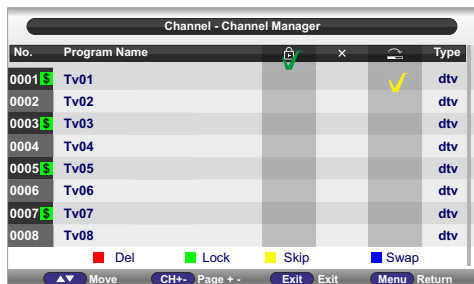 Channel - Channel Manager
No. Program Name × Type
0001 $ Tv01 dtv
0002 Tv02 dtv
0003 $ Tv03 dtv
0004 Tv04 dtv
0005 $ Tv05 dtv
0006 Tv06 dtv
0007 $ Tv07 dtv
0008 Tv08 dtv
Del Lock Skip Swap
▲▼ Move CH+- Page + - Exit Exit Menu Return